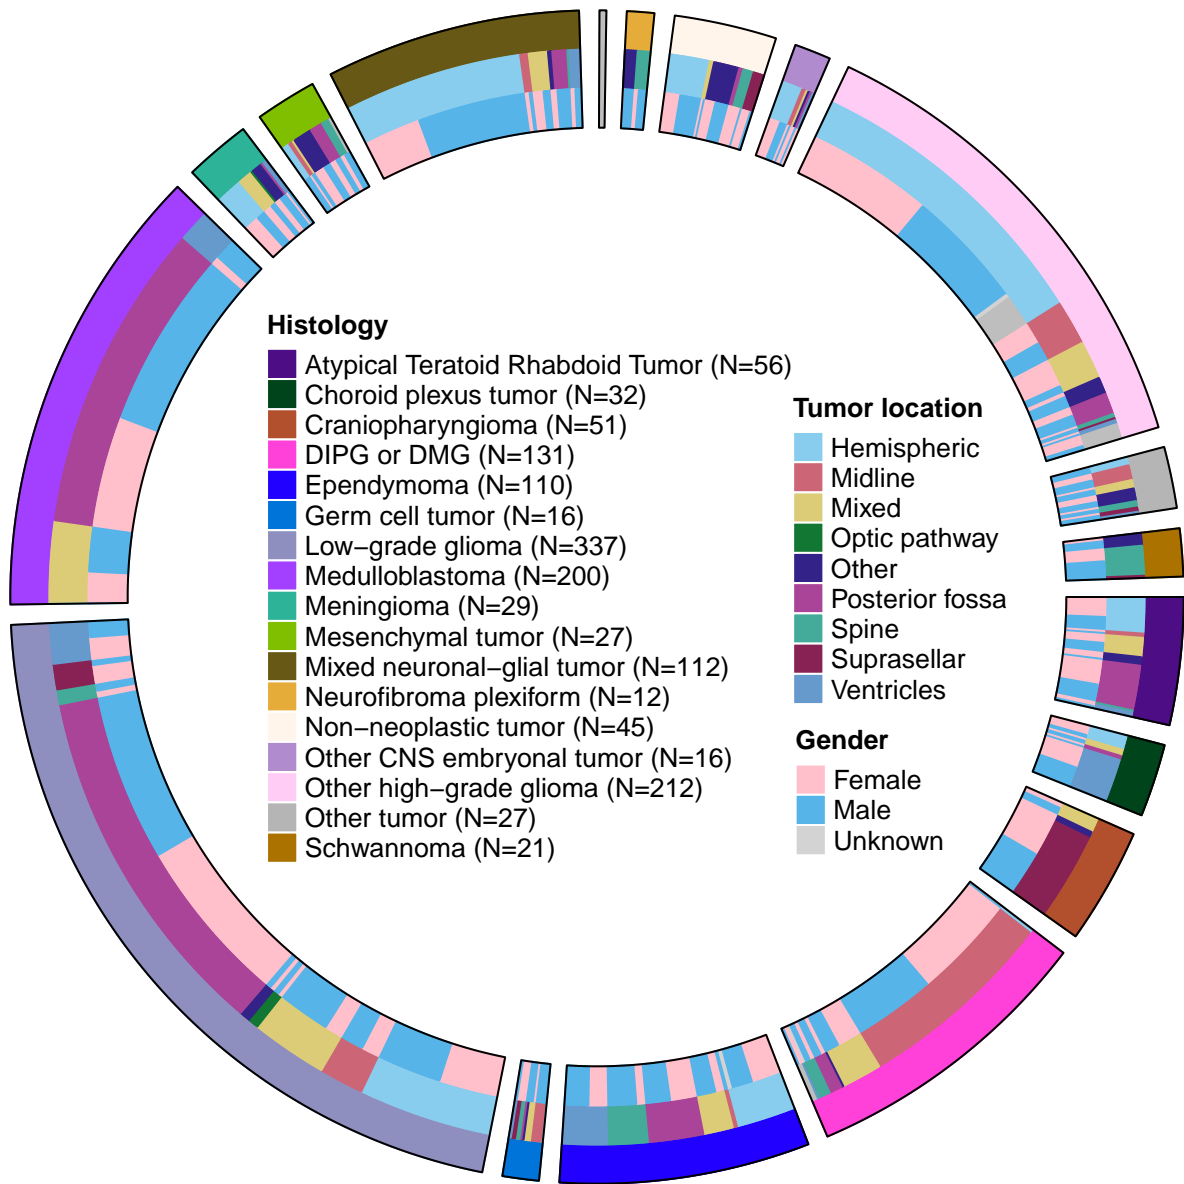 Histology
Atypical Teratoid Rhabdoid Tumor (N=56)
Choroid plexus tumor (N=32)
Craniopharyngioma (N=51)
DIPG or DMG (N=131)
Ependymoma (N=110)
Germ cell tumor (N=16)
Low−grade glioma (N=337)
Medulloblastoma (N=200)
Meningioma (N=29)
Mesenchymal tumor (N=27)
Mixed neuronal−glial tumor (N=112)
Neurofibroma plexiform (N=12)
Non−neoplastic tumor (N=45)
Other CNS embryonal tumor (N=16)
Other high−grade glioma (N=212)
Other tumor (N=27)
Schwannoma (N=21)
Tumor location
Hemispheric
Midline
Mixed
Optic pathway
Other
Posterior fossa
Spine
Suprasellar
Ventricles
Gender
Female
Male
Unknown